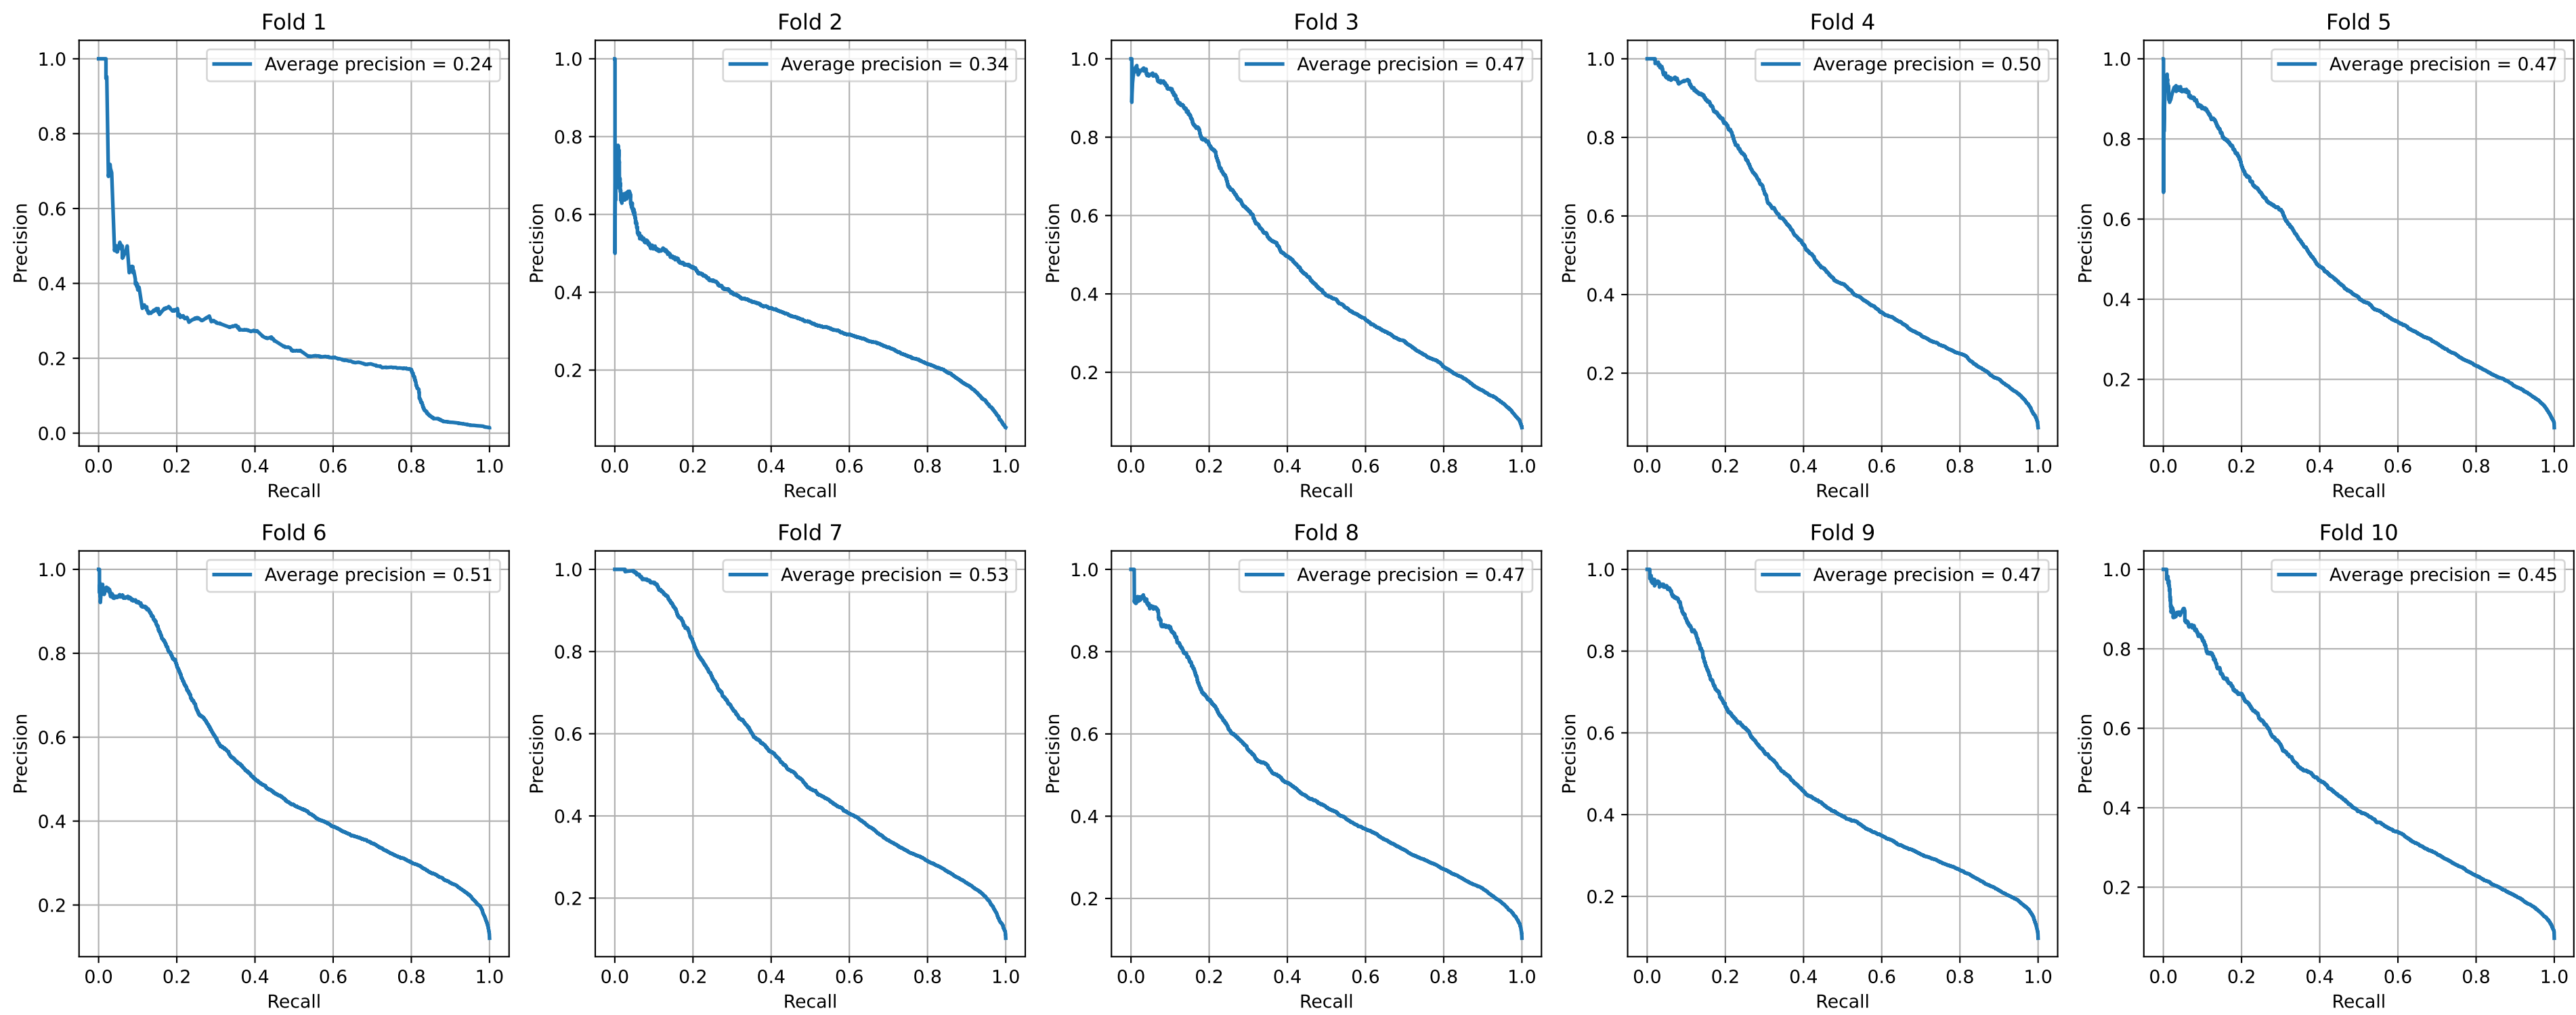 Fold 1
Average precision = 0.24
1.0
0.8
0.6
0.4
0.2
0.0
Precision
0.0 0.2 0.4 0.6 0.8 1.0
Recall
Fold 2
Average precision = 0.34
1.0
0.8
0.6
0.4
0.2
Precision
0.0 0.2 0.4 0.6 0.8 1.0
Recall
Fold 3
Average precision = 0.47
1.0
0.8
0.6
0.4
0.2
Precision
0.0 0.2 0.4 0.6 0.8 1.0
Recall
Fold 4
Average precision = 0.50
1.0
0.8
0.6
0.4
0.2
Precision
0.0 0.2 0.4 0.6 0.8 1.0
Recall
Fold 5
Average precision = 0.47
1.0
0.8
0.6
0.4
0.2
Precision
0.0 0.2 0.4 0.6 0.8 1.0
Recall
Fold 6
Average precision = 0.51
1.0
0.8
0.6
0.4
0.2
Precision
0.0 0.2 0.4 0.6 0.8 1.0
Recall
Fold 7
Average precision = 0.53
1.0
0.8
0.6
0.4
0.2
Precision
0.0 0.2 0.4 0.6 0.8 1.0
Recall
Fold 8
Average precision = 0.47
1.0
0.8
0.6
0.4
0.2
Precision
0.0 0.2 0.4 0.6 0.8 1.0
Recall
Fold 9
Average precision = 0.47
1.0
0.8
0.6
0.4
0.2
Precision
0.0 0.2 0.4 0.6 0.8 1.0
Recall
Fold 10
Average precision = 0.45
1.0
0.8
0.6
0.4
0.2
Precision
0.0 0.2 0.4 0.6 0.8 1.0
Recall